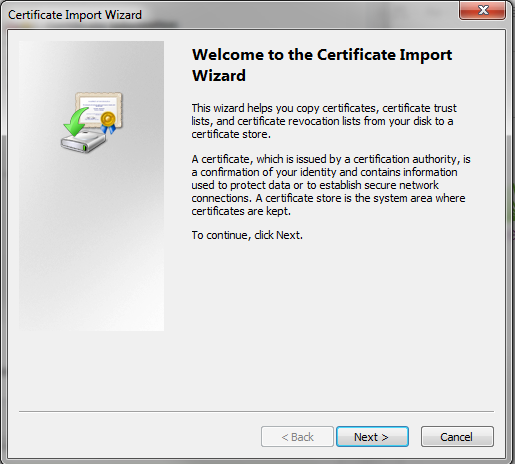 Certificate Import Wizard
Welcome to the Certificate Import
Wizard
This wizard helps you copy certificates, certificate trust
lists, and certificate revocation lists from your disk to a
certificate store.
A certificate, which is issued by a certification authority, is
a confirmation of your identity and contains information
used to protect data or to establish secure network
connections. A certificate store is the system area where
certificates are kept.
To continue, click Next.
< Back
Next >
Cancel